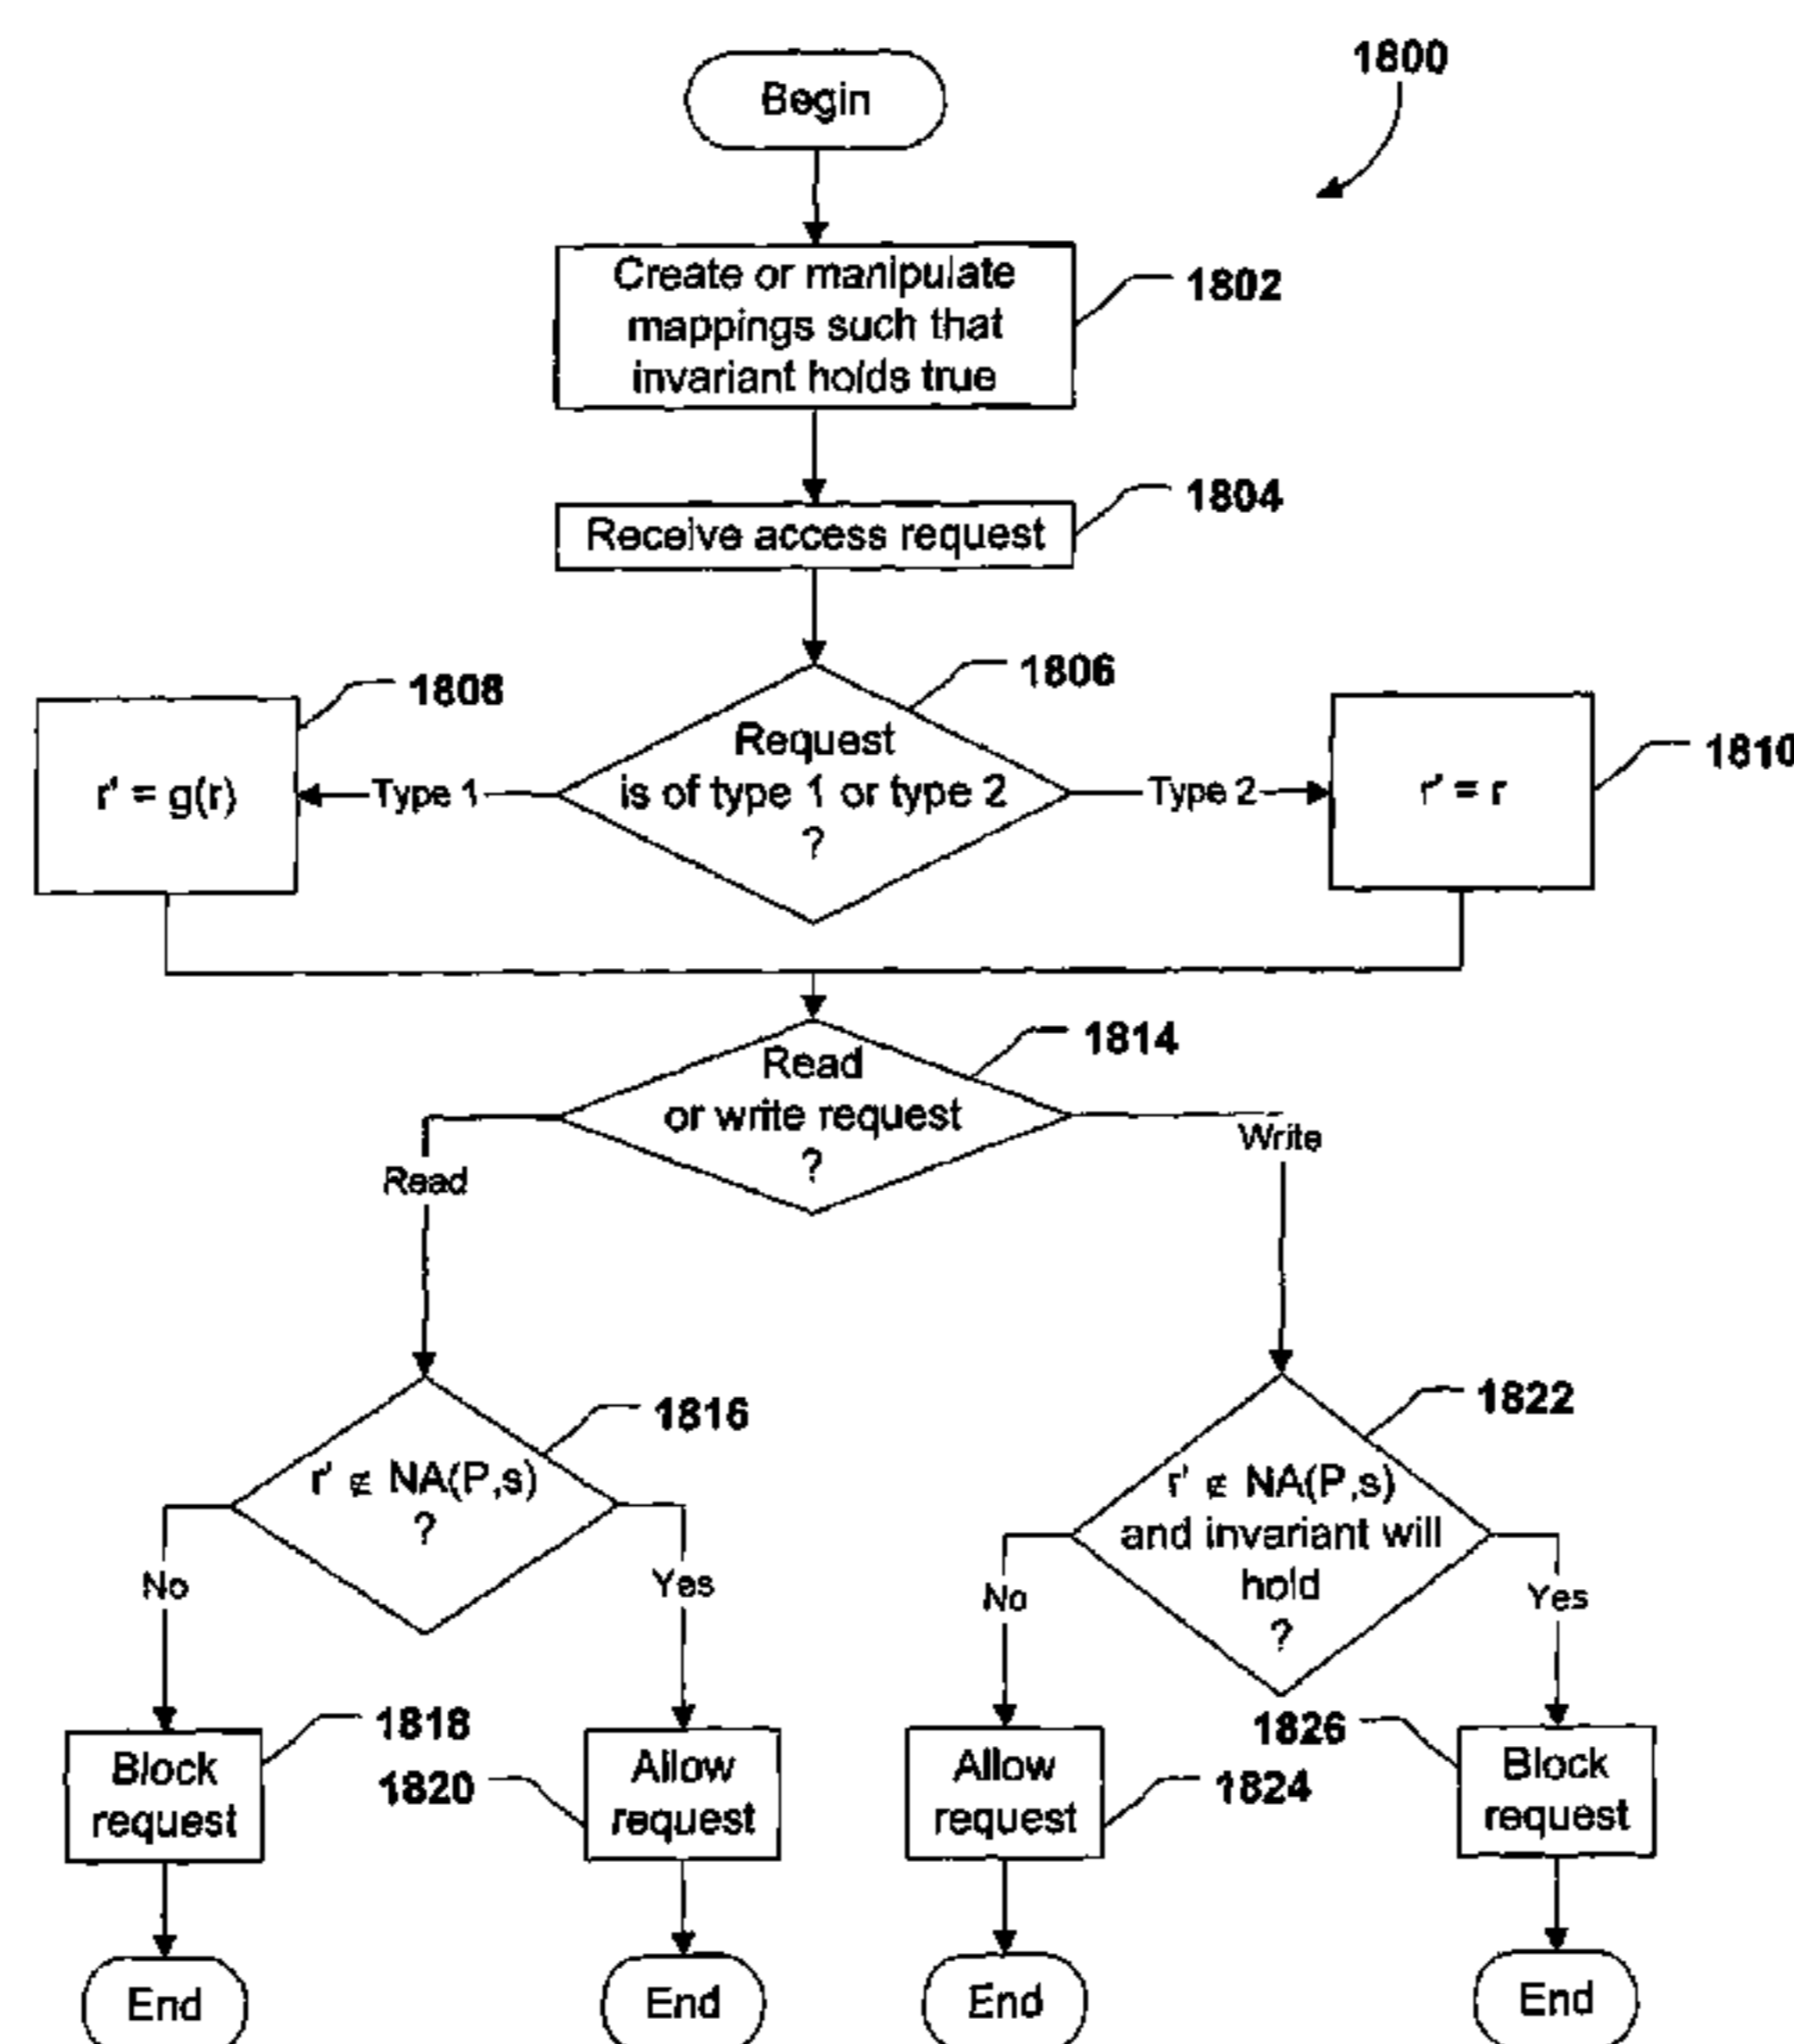 1800
Begin
Create or manipulate
mappings such that
invariant holds true
1802
Receive access request
1804
1806
Request
is of type 1 or type 2
?
1808
r' = g(r)
Type 1
Type 2
r' = r
1810
1814
Read
or write request
?
Read
Write
1816
r' ∉ NA(P,s)
?
No
Yes
1822
r' ∉ NA(P,s)
and invariant will
hold
?
No
Yes
1818
Block
request
1820
Allow
request
Allow
request
1824
1826
Block
request
End
End
End
End